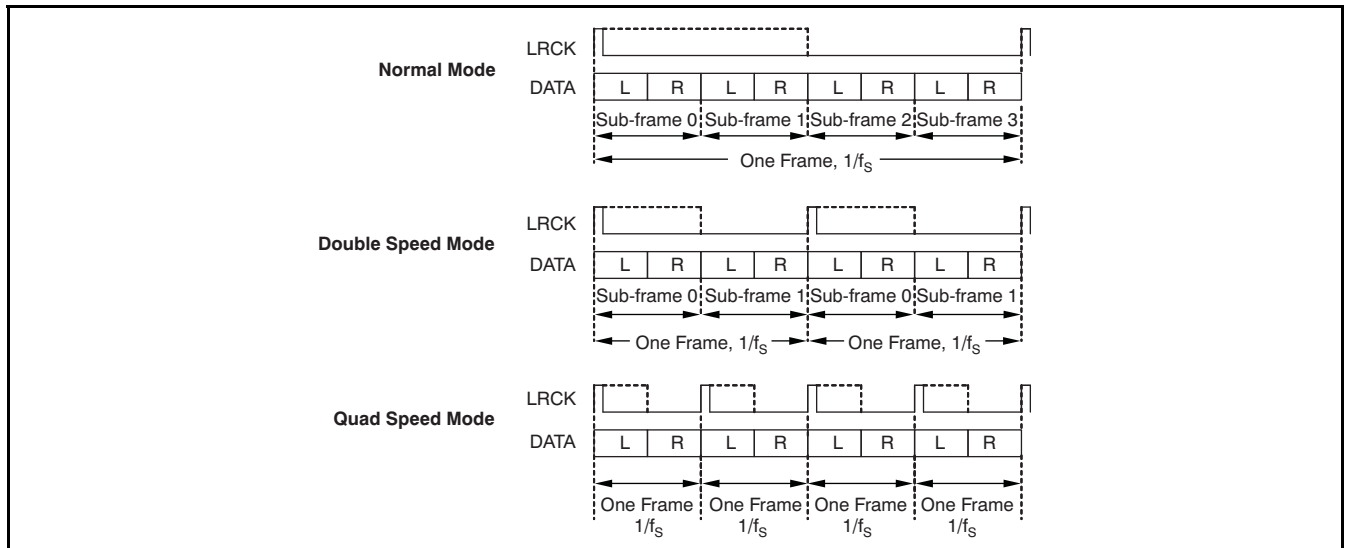 LRCK
Normal Mode
DATA L R L R L R L R
Sub-frame 0 Sub-frame 1 Sub-frame 2 Sub-frame 3
One Frame, 1/fS
LRCK
Double Speed Mode
DATA L R L R L R L R
Sub-frame 0 Sub-frame 1 Sub-frame 0 Sub-frame 1
One Frame, 1/fS One Frame, 1/fS
LRCK
Quad Speed Mode
DATA L R L R L R L R
One Frame One Frame One Frame One Frame
1/fS 1/fS 1/fS 1/fS